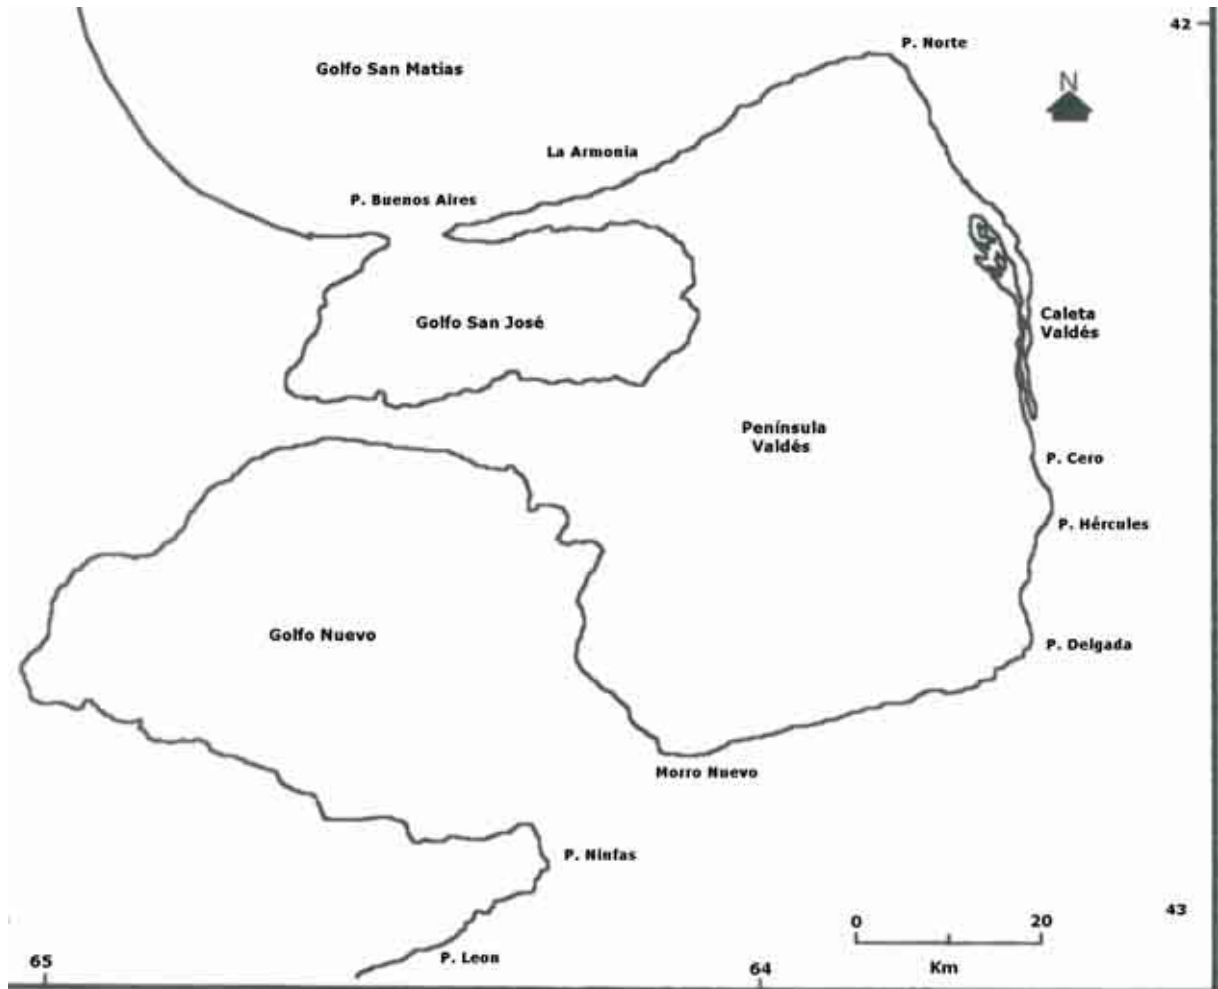 42
P. Norte
Golfo San Matias
N
La Armonia
P. Buenos Aires
Golfo San José
Caleta
Valdés
Península
Valdés
P. Cero
P. Hércules
Golfo Nuevo
P. Delgada
Morro Nuevo
P. Ninfas
43
0 20
P. Leon
Km
65
64